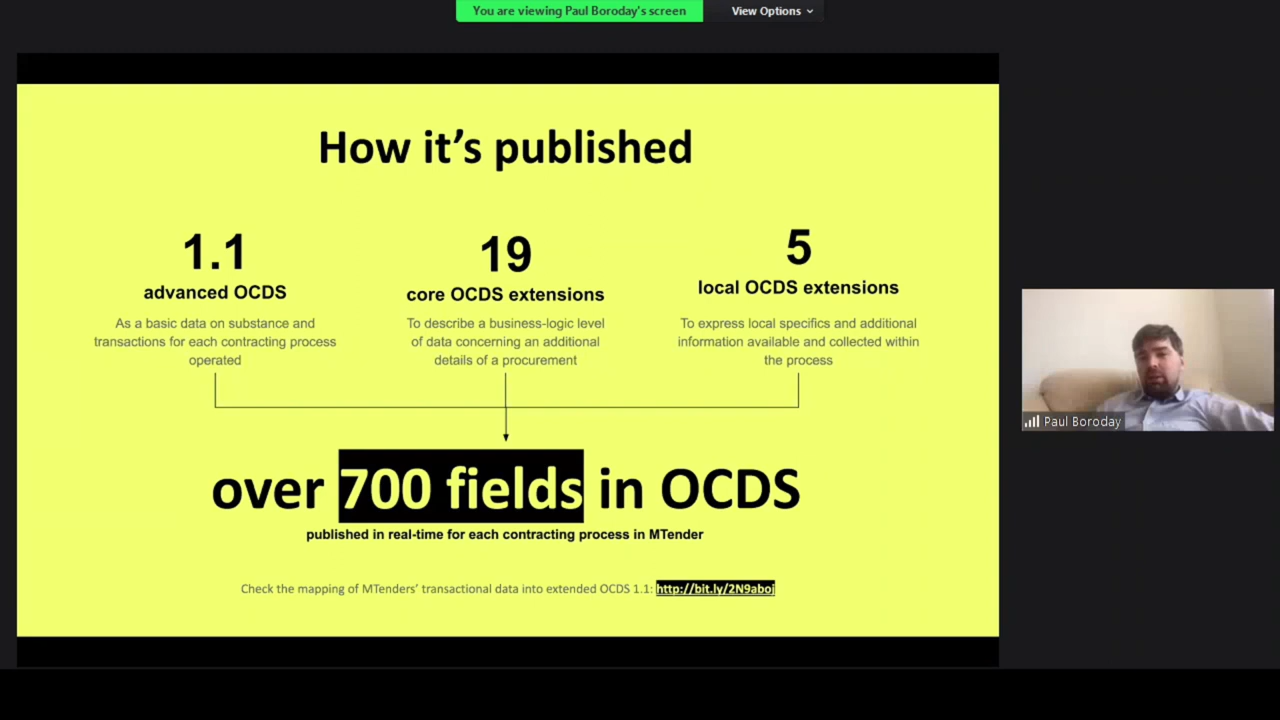 You are viewing Paul Boroday's screen
View Options
How it's published
1.1
advanced OCDS
As a basic data on substance and
transactions for each contracting process
operated
19
core OCDS extensions
To describe a business-logic level
of data concerning an additional
details of a procurement
5
local OCDS extensions
To express local specifics and additional
information available and collected within
the process
over 700 fields in OCDS
published in real-time for each contracting process in MTender
Check the mapping of MTenders' transactional data into extended OCDS 1.1: http://bit.ly/2N9aboj
Paul Boroday